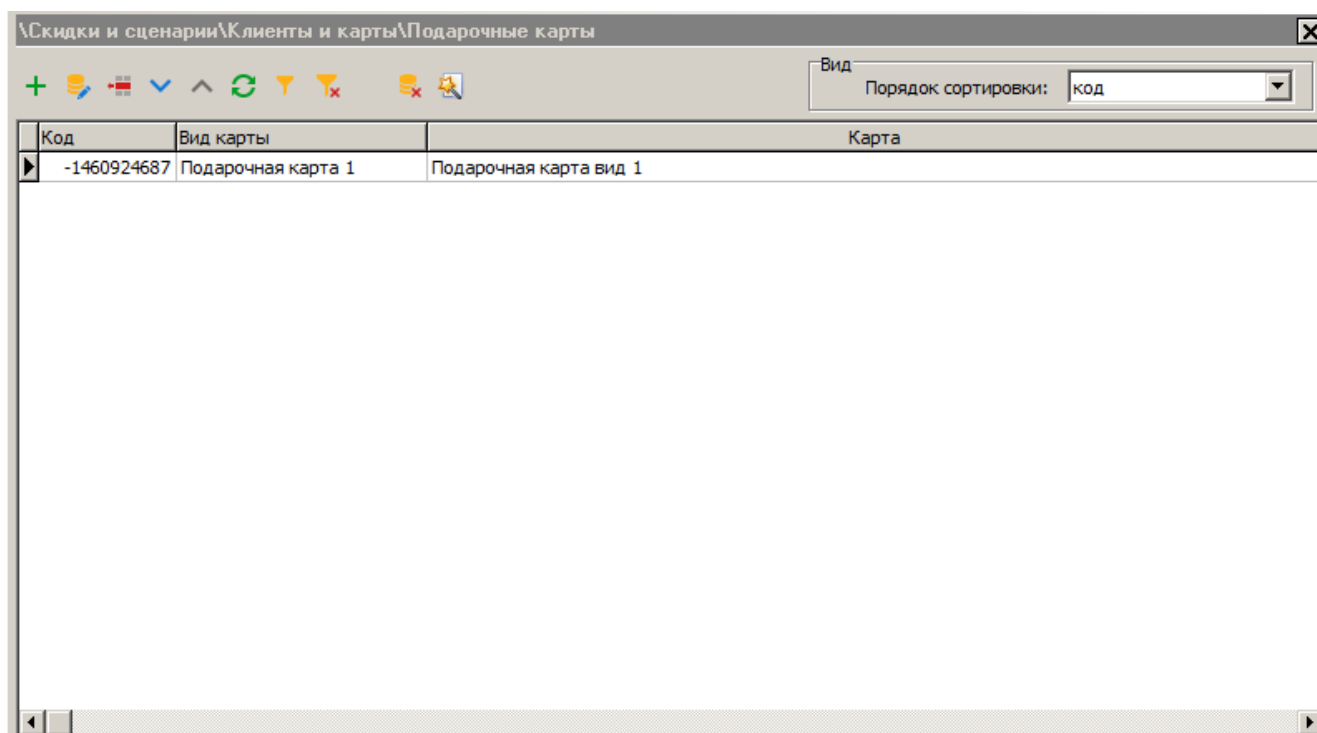 \Скидки и сценарии\Клиенты и карты\Подарочные карты
Вид
Порядок сортировки: код
Код Вид карты Карта
-1460924687 Подарочная карта 1 Подарочная карта вид 1